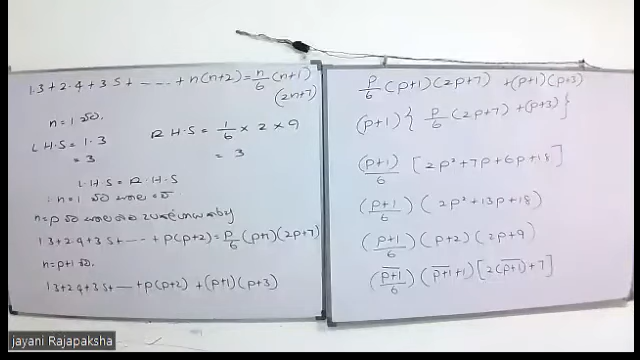 1.3+2.4+3.5+ ----- + n(n+2) = n/6 (n+1)
(2n+7)
n=1 විට.
L.H.S = 1.3
= 3
R.H.S = 1/6 × 2 × 9
= 3
L.H.S = R.H.S
∴ n=1 විට
n=p විට
1.3+2.4+3.5+ ----- + p(p+2) = p/6 (p+1)(2p+7)
n=p+1 විට.
1.3+2.4+3.5+ ----- + p(p+2) + (p+1)(p+3)
p/6 (p+1)(2p+7) + (p+1)(p+3)
(p+1) { p/6 (2p+7) + (p+3) }
(p+1)/6 [2p²+7p+6p+18]
(p+1)/6 (2p²+13p+18)
(p+1)/6 (p+2)(2p+9)
(p+1)/6 (p+1+1) [2(p+1)+7]
jayani Rajapaksha